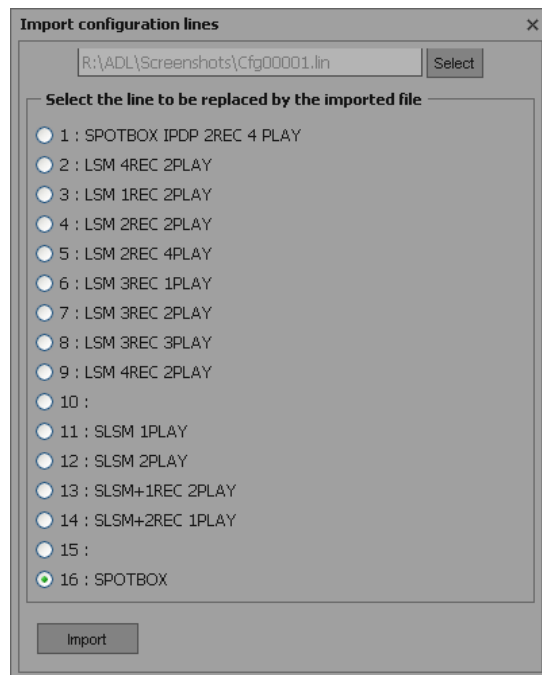 Import configuration lines
R:\ADL\Screenshots\Cfg00001.lin Select
Select the line to be replaced by the imported file
1 : SPOTBOX IPDP 2REC 4 PLAY
2 : LSM 4REC 2PLAY
3 : LSM 1REC 2PLAY
4 : LSM 2REC 2PLAY
5 : LSM 2REC 4PLAY
6 : LSM 3REC 1PLAY
7 : LSM 3REC 2PLAY
8 : LSM 3REC 3PLAY
9 : LSM 4REC 2PLAY
10 :
11 : SLSM 1PLAY
12 : SLSM 2PLAY
13 : SLSM+1REC 2PLAY
14 : SLSM+2REC 1PLAY
15 :
16 : SPOTBOX
Import